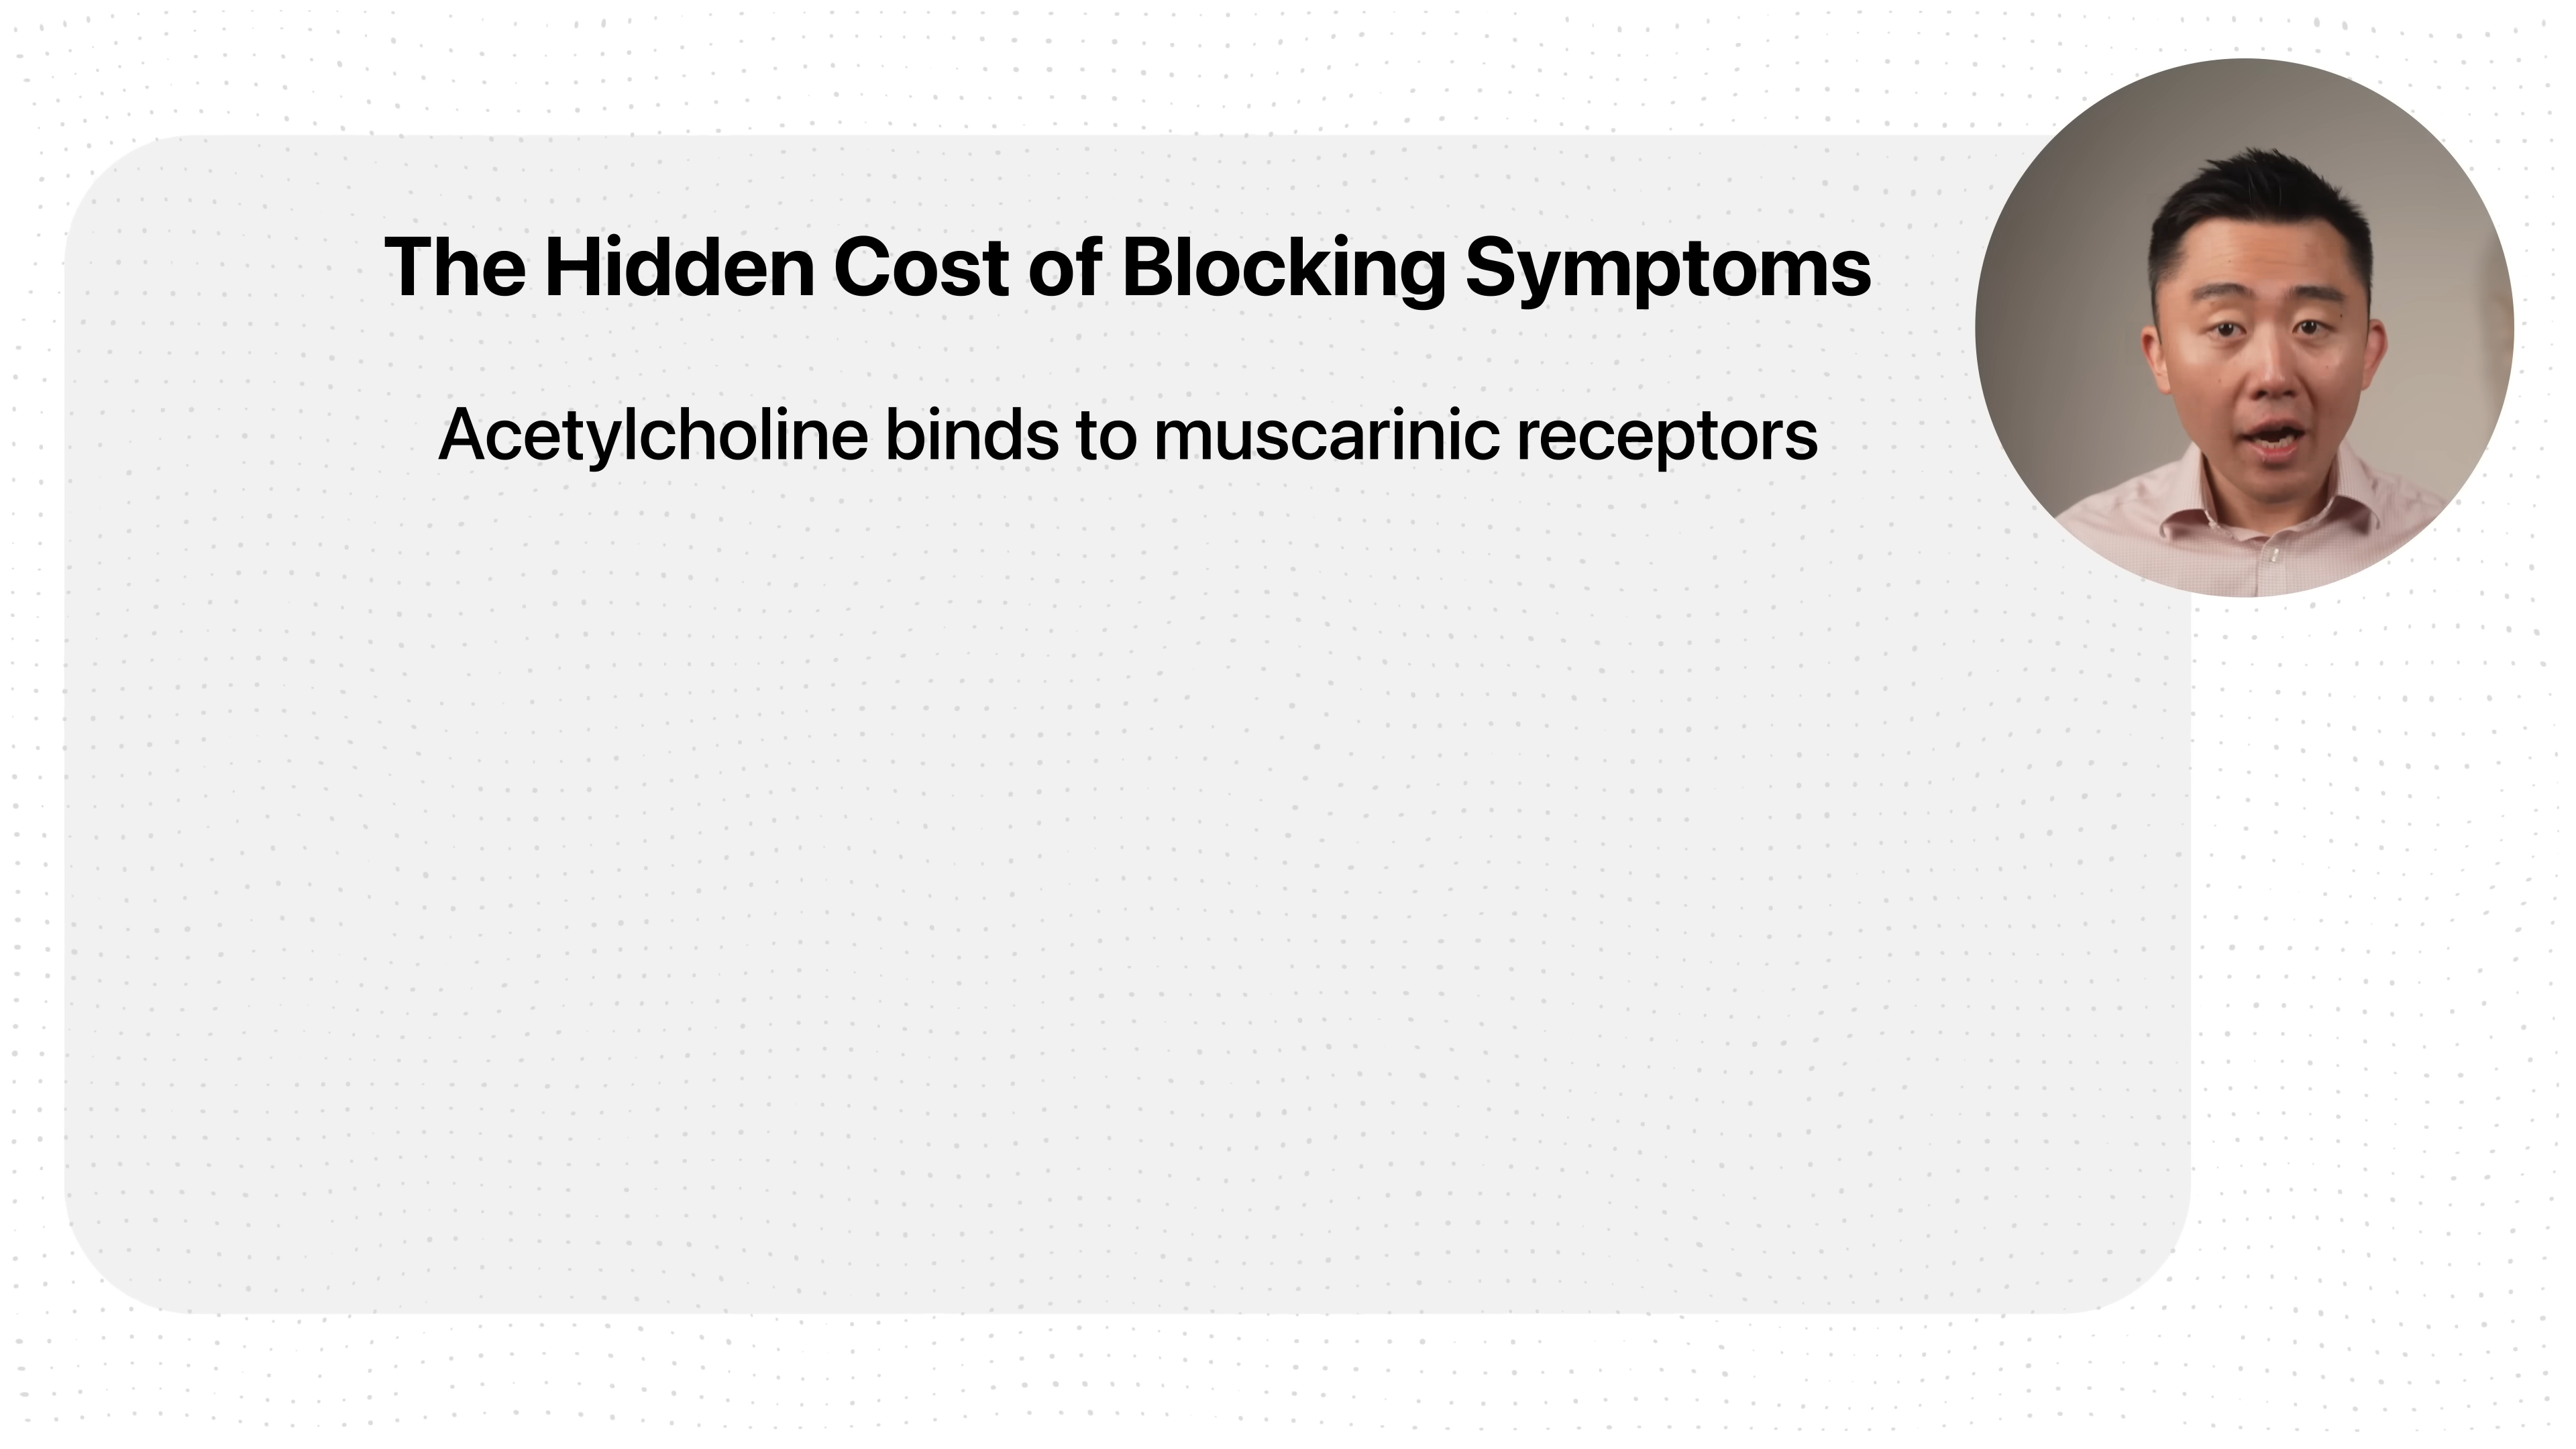 The Hidden Cost of Blocking Symptoms
Acetylcholine binds to muscarinic receptors